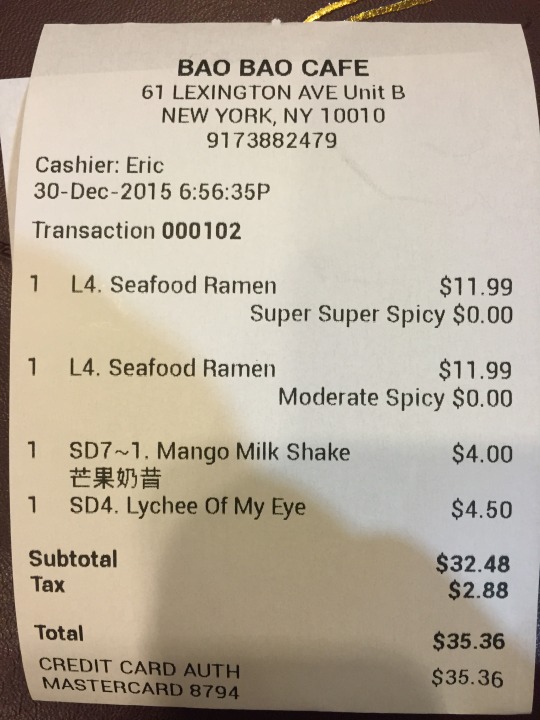 BAO BAO CAFE
61 LEXINGTON AVE Unit B
NEW YORK, NY 10010
9173882479
Cashier: Eric
30-Dec-2015 6:56:35P
Transaction 000102
1 L4. Seafood Ramen $11.99
Super Super Spicy $0.00
1 L4. Seafood Ramen $11.99
Moderate Spicy $0.00
1 SD7~1. Mango Milk Shake $4.00
芒果奶昔
1 SD4. Lychee Of My Eye $4.50
Subtotal $32.48
Tax $2.88
Total $35.36
CREDIT CARD AUTH $35.36
MASTERCARD 8794